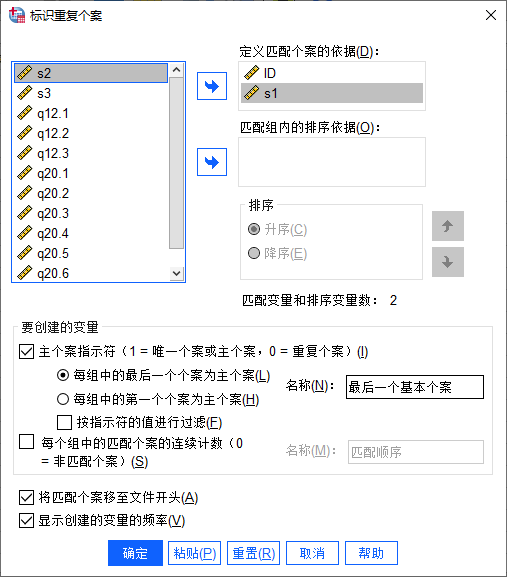 标识重复个案
定义匹配个案的依据(D)：
s2
s3
q12.1
q12.2
q12.3
q20.1
q20.2
q20.3
q20.4
q20.5
q20.6
ID
s1
匹配组内的排序依据(O)：
排序
升序(C)
降序(E)
匹配变量和排序变量数： 2
要创建的变量
主个案指示符（1 = 唯一个案或主个案，0 = 重复个案）(I)
每组中的最后一个个案为主个案(L)
名称(N)： 最后一个基本个案
每组中的第一个个案为主个案(H)
按指示符的值进行过滤(F)
每个组中的匹配个案的连续计数（0
= 非匹配个案）(S)
名称(M)： 匹配顺序
将匹配个案移至文件开头(A)
显示创建的变量的频率(V)
确定 粘贴(P) 重置(R) 取消 帮助